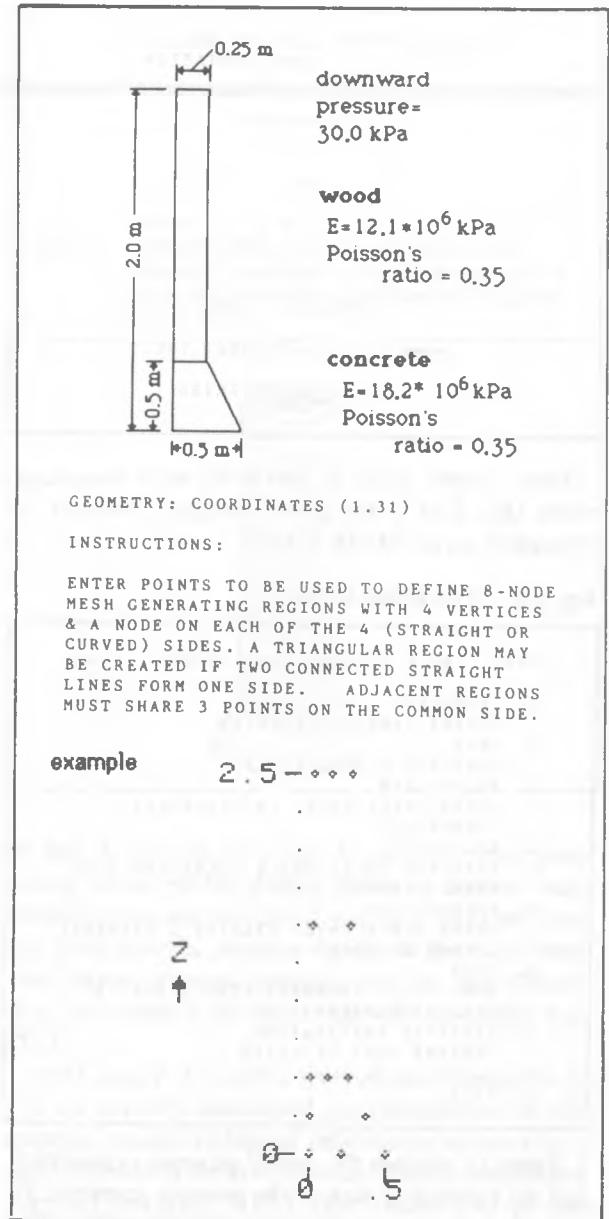 0.25 m
downward
pressure=
30.0 kPa
wood
E=12.1*10⁶ kPa
Poisson's
ratio = 0.35
2.0 m
concrete
E=18.2* 10⁶ kPa
Poisson's
ratio = 0.35
0.5 m
0.5 m
GEOMETRY: COORDINATES (1.31)
INSTRUCTIONS:
ENTER POINTS TO BE USED TO DEFINE 8-NODE
MESH GENERATING REGIONS WITH 4 VERTICES
& A NODE ON EACH OF THE 4 (STRAIGHT OR
CURVED) SIDES. A TRIANGULAR REGION MAY
BE CREATED IF TWO CONNECTED STRAIGHT
LINES FORM ONE SIDE. ADJACENT REGIONS
MUST SHARE 3 POINTS ON THE COMMON SIDE.
example
2.5
Z
0
0 .5